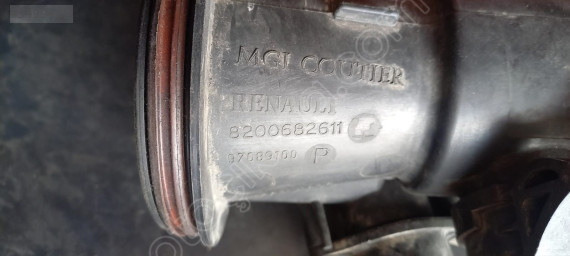 MGI COUTIER
RENAULT
8200682611
P